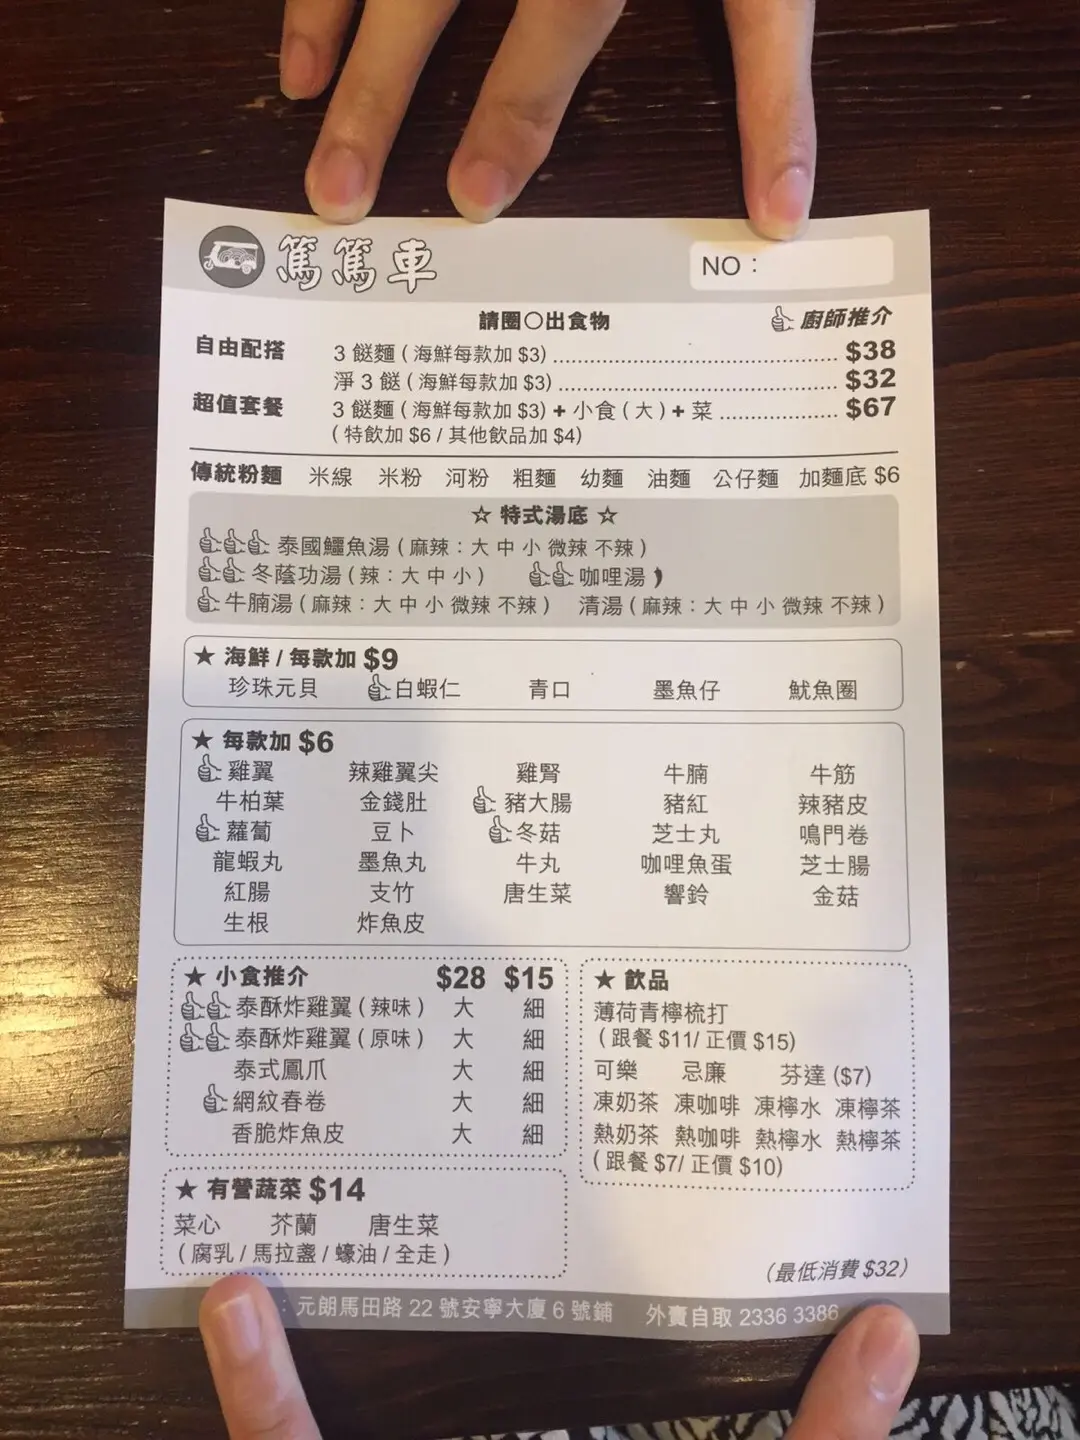 篤篤車
NO：
請圈○出食物 廚師推介
自由配搭 3 餸麵 ( 海鮮每款加 $3) $38
淨 3 餸 ( 海鮮每款加 $3) $32
超值套餐 3 餸麵 ( 海鮮每款加 $3) + 小食 ( 大 ) + 菜 $67
( 特飲加 $6 / 其他飲品加 $4)
傳統粉麵 米線 米粉 河粉 粗麵 幼麵 油麵 公仔麵 加麵底 $6
☆ 特式湯底 ☆
泰國鱷魚湯 ( 麻辣：大 中 小 微辣 不辣 )
冬蔭功湯 ( 辣：大 中 小 ) 咖哩湯
牛腩湯 ( 麻辣：大 中 小 微辣 不辣 ) 清湯 ( 麻辣：大 中 小 微辣 不辣 )
★ 海鮮 / 每款加 $9
珍珠元貝 白蝦仁 青口 墨魚仔 魷魚圈
★ 每款加 $6
雞翼 辣雞翼尖 雞腎 牛腩 牛筋
牛柏葉 金錢肚 豬大腸 豬紅 辣豬皮
蘿蔔 豆卜 冬菇 芝士丸 鳴門卷
龍蝦丸 墨魚丸 牛丸 咖喱魚蛋 芝士腸
紅腸 支竹 唐生菜 響鈴 金菇
生根 炸魚皮
★ 小食推介 $28 $15
泰酥炸雞翼 ( 辣味 ) 大 細
泰酥炸雞翼 ( 原味 ) 大 細
泰式鳳爪 大 細
網紋春卷 大 細
香脆炸魚皮 大 細
★ 有營蔬菜 $14
菜心 芥蘭 唐生菜
( 腐乳 / 馬拉盞 / 蠔油 / 全走 )
★ 飲品
薄荷青檸梳打
( 跟餐 $11/ 正價 $15)
可樂 忌廉 芬達 ($7)
凍奶茶 凍咖啡 凍檸水 凍檸茶
熱奶茶 熱咖啡 熱檸水 熱檸茶
( 跟餐 $7/ 正價 $10)
(最低消費 $32)
：元朗馬田路 22 號安寧大廈 6 號鋪 外賣自取 2336 3386